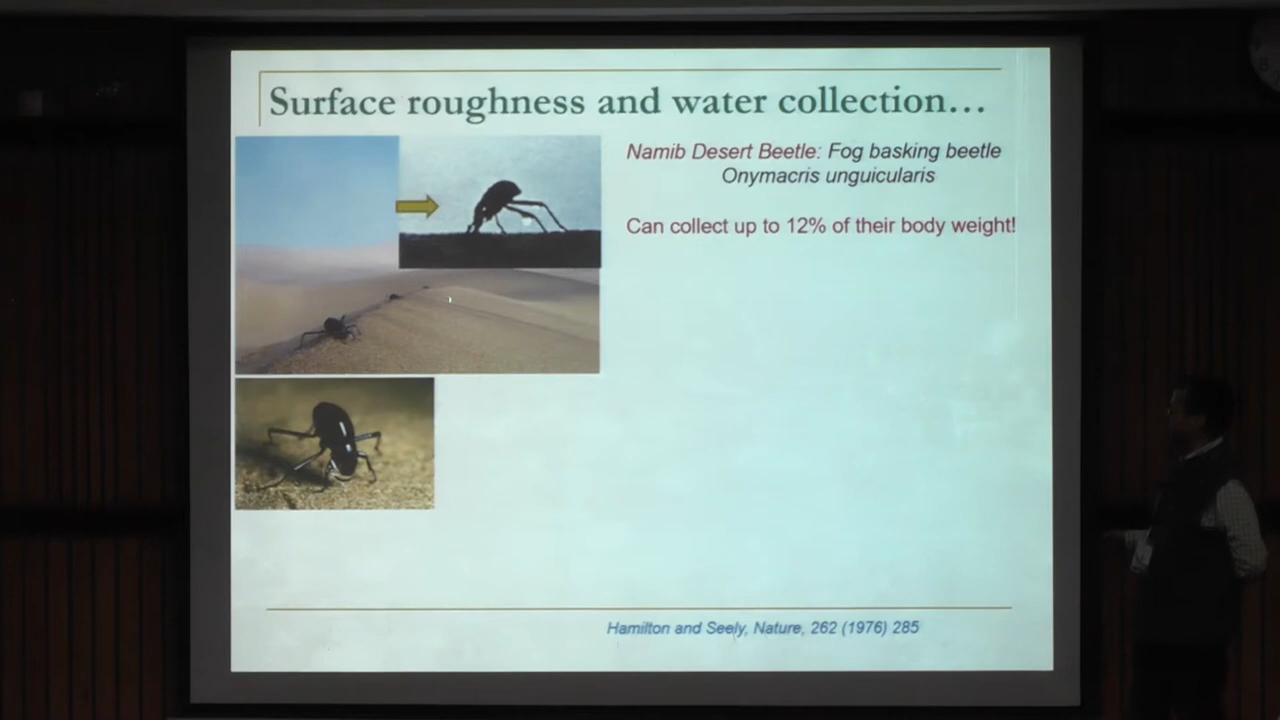 Surface roughness and water collection…
Namib Desert Beetle: Fog basking beetle
Onymacris unguicularis
Can collect up to 12% of their body weight!
Hamilton and Seely, Nature, 262 (1976) 285